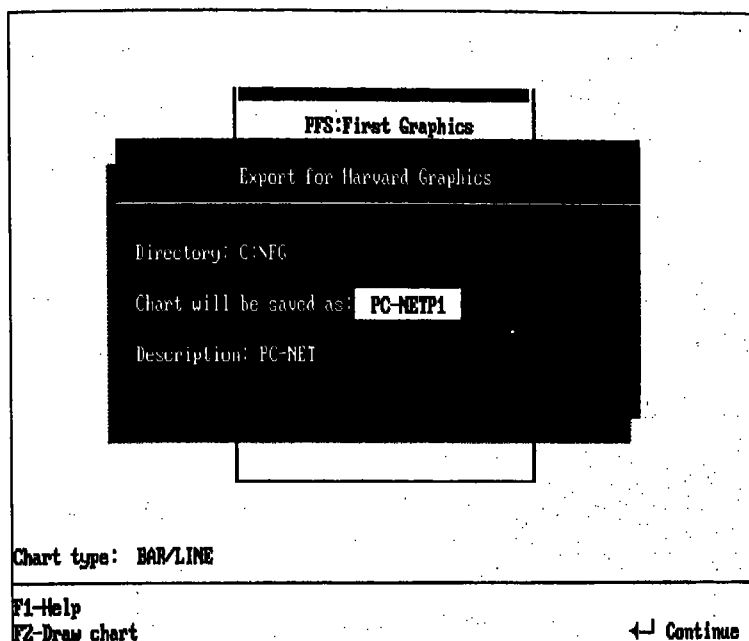 PFS:First Graphics
Export for Harvard Graphics
Directory: C:\FG
Chart will be saved as: PC-NETP1
Description: PC-NET
Chart type: BAR/LINE
F1-Help
F2-Draw chart
↵ Continue